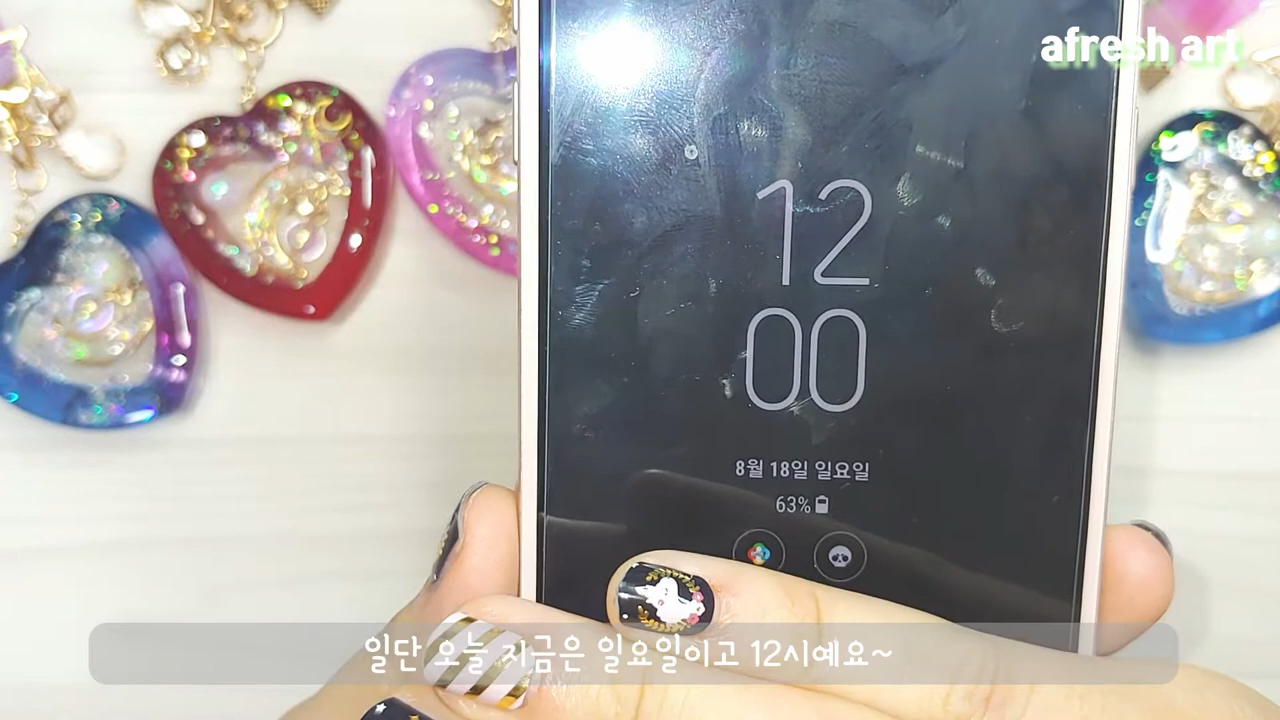 afresh art
12
00
8월 18일 일요일
63%
일단 오늘 지금은 일요일이고 12시예요~